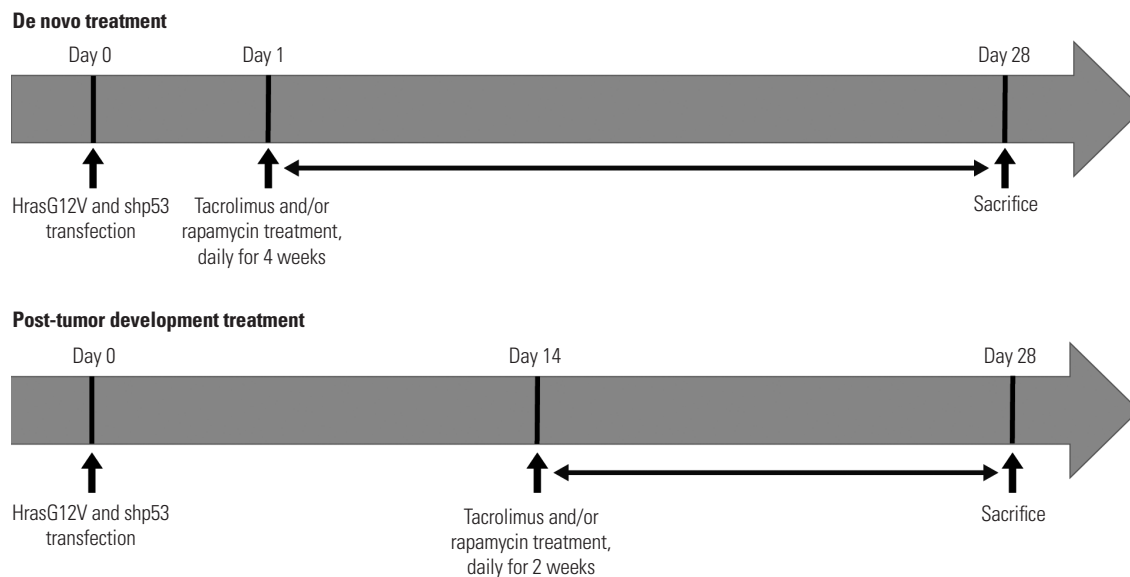 De novo treatment
Day 0
Day 1
Day 28
HrasG12V and shp53
transfection
Tacrolimus and/or
rapamycin treatment,
daily for 4 weeks
Sacrifice
Post-tumor development treatment
Day 0
Day 14
Day 28
HrasG12V and shp53
transfection
Tacrolimus and/or
rapamycin treatment,
daily for 2 weeks
Sacrifice